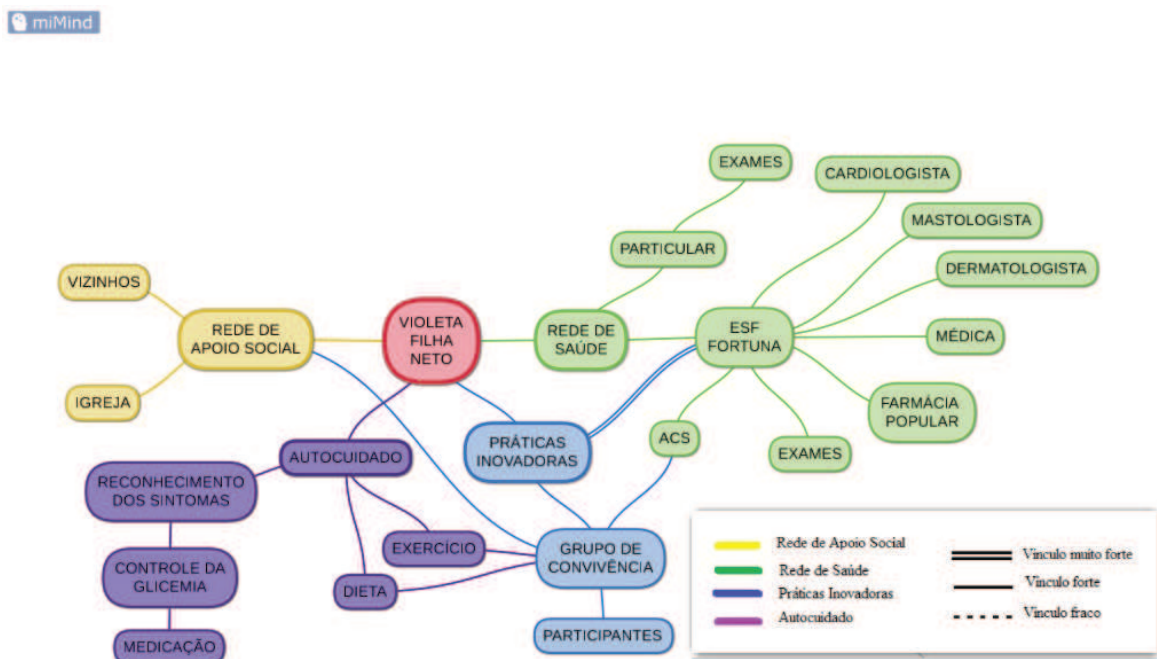 miMind
EXAMES
CARDIOLOGISTA
MASTOLOGISTA
PARTICULAR
DERMATOLOGISTA
VIZINHOS
REDE DE
APOIO SOCIAL
VIOLETA
FILHA
NETO
REDE DE
SAÚDE
ESF
FORTUNA
MÉDICA
IGREJA
FARMÁCIA
POPULAR
PRÁTICAS
INOVADORAS
ACS
EXAMES
AUTOCUIDADO
RECONHECIMENTO
DOS SINTOMAS
EXERCÍCIO
GRUPO DE
CONVIVÊNCIA
CONTROLE DA
GLICEMIA
DIETA
PARTICIPANTES
MEDICAÇÃO
Rede de Apoio Social
Rede de Saúde
Práticas Inovadoras
Autocuidado
Vínculo muito forte
Vínculo forte
Vínculo fraco